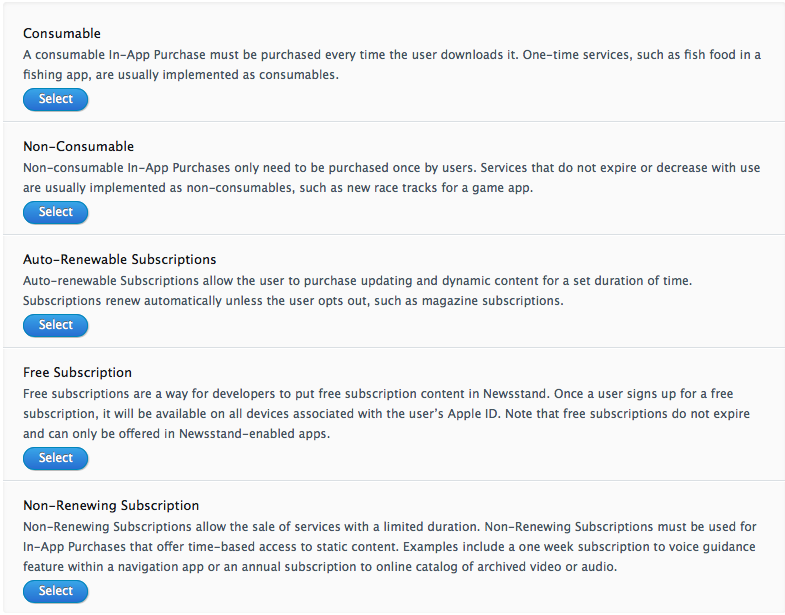 Consumable
A consumable In-App Purchase must be purchased every time the user downloads it. One-time services, such as fish food in a
fishing app, are usually implemented as consumables.
Select
Non-Consumable
Non-consumable In-App Purchases only need to be purchased once by users. Services that do not expire or decrease with use
are usually implemented as non-consumables, such as new race tracks for a game app.
Select
Auto-Renewable Subscriptions
Auto-renewable Subscriptions allow the user to purchase updating and dynamic content for a set duration of time.
Subscriptions renew automatically unless the user opts out, such as magazine subscriptions.
Select
Free Subscription
Free subscriptions are a way for developers to put free subscription content in Newsstand. Once a user signs up for a free
subscription, it will be available on all devices associated with the user's Apple ID. Note that free subscriptions do not expire
and can only be offered in Newsstand-enabled apps.
Select
Non-Renewing Subscription
Non-Renewing Subscriptions allow the sale of services with a limited duration. Non-Renewing Subscriptions must be used for
In-App Purchases that offer time-based access to static content. Examples include a one week subscription to voice guidance
feature within a navigation app or an annual subscription to online catalog of archived video or audio.
Select